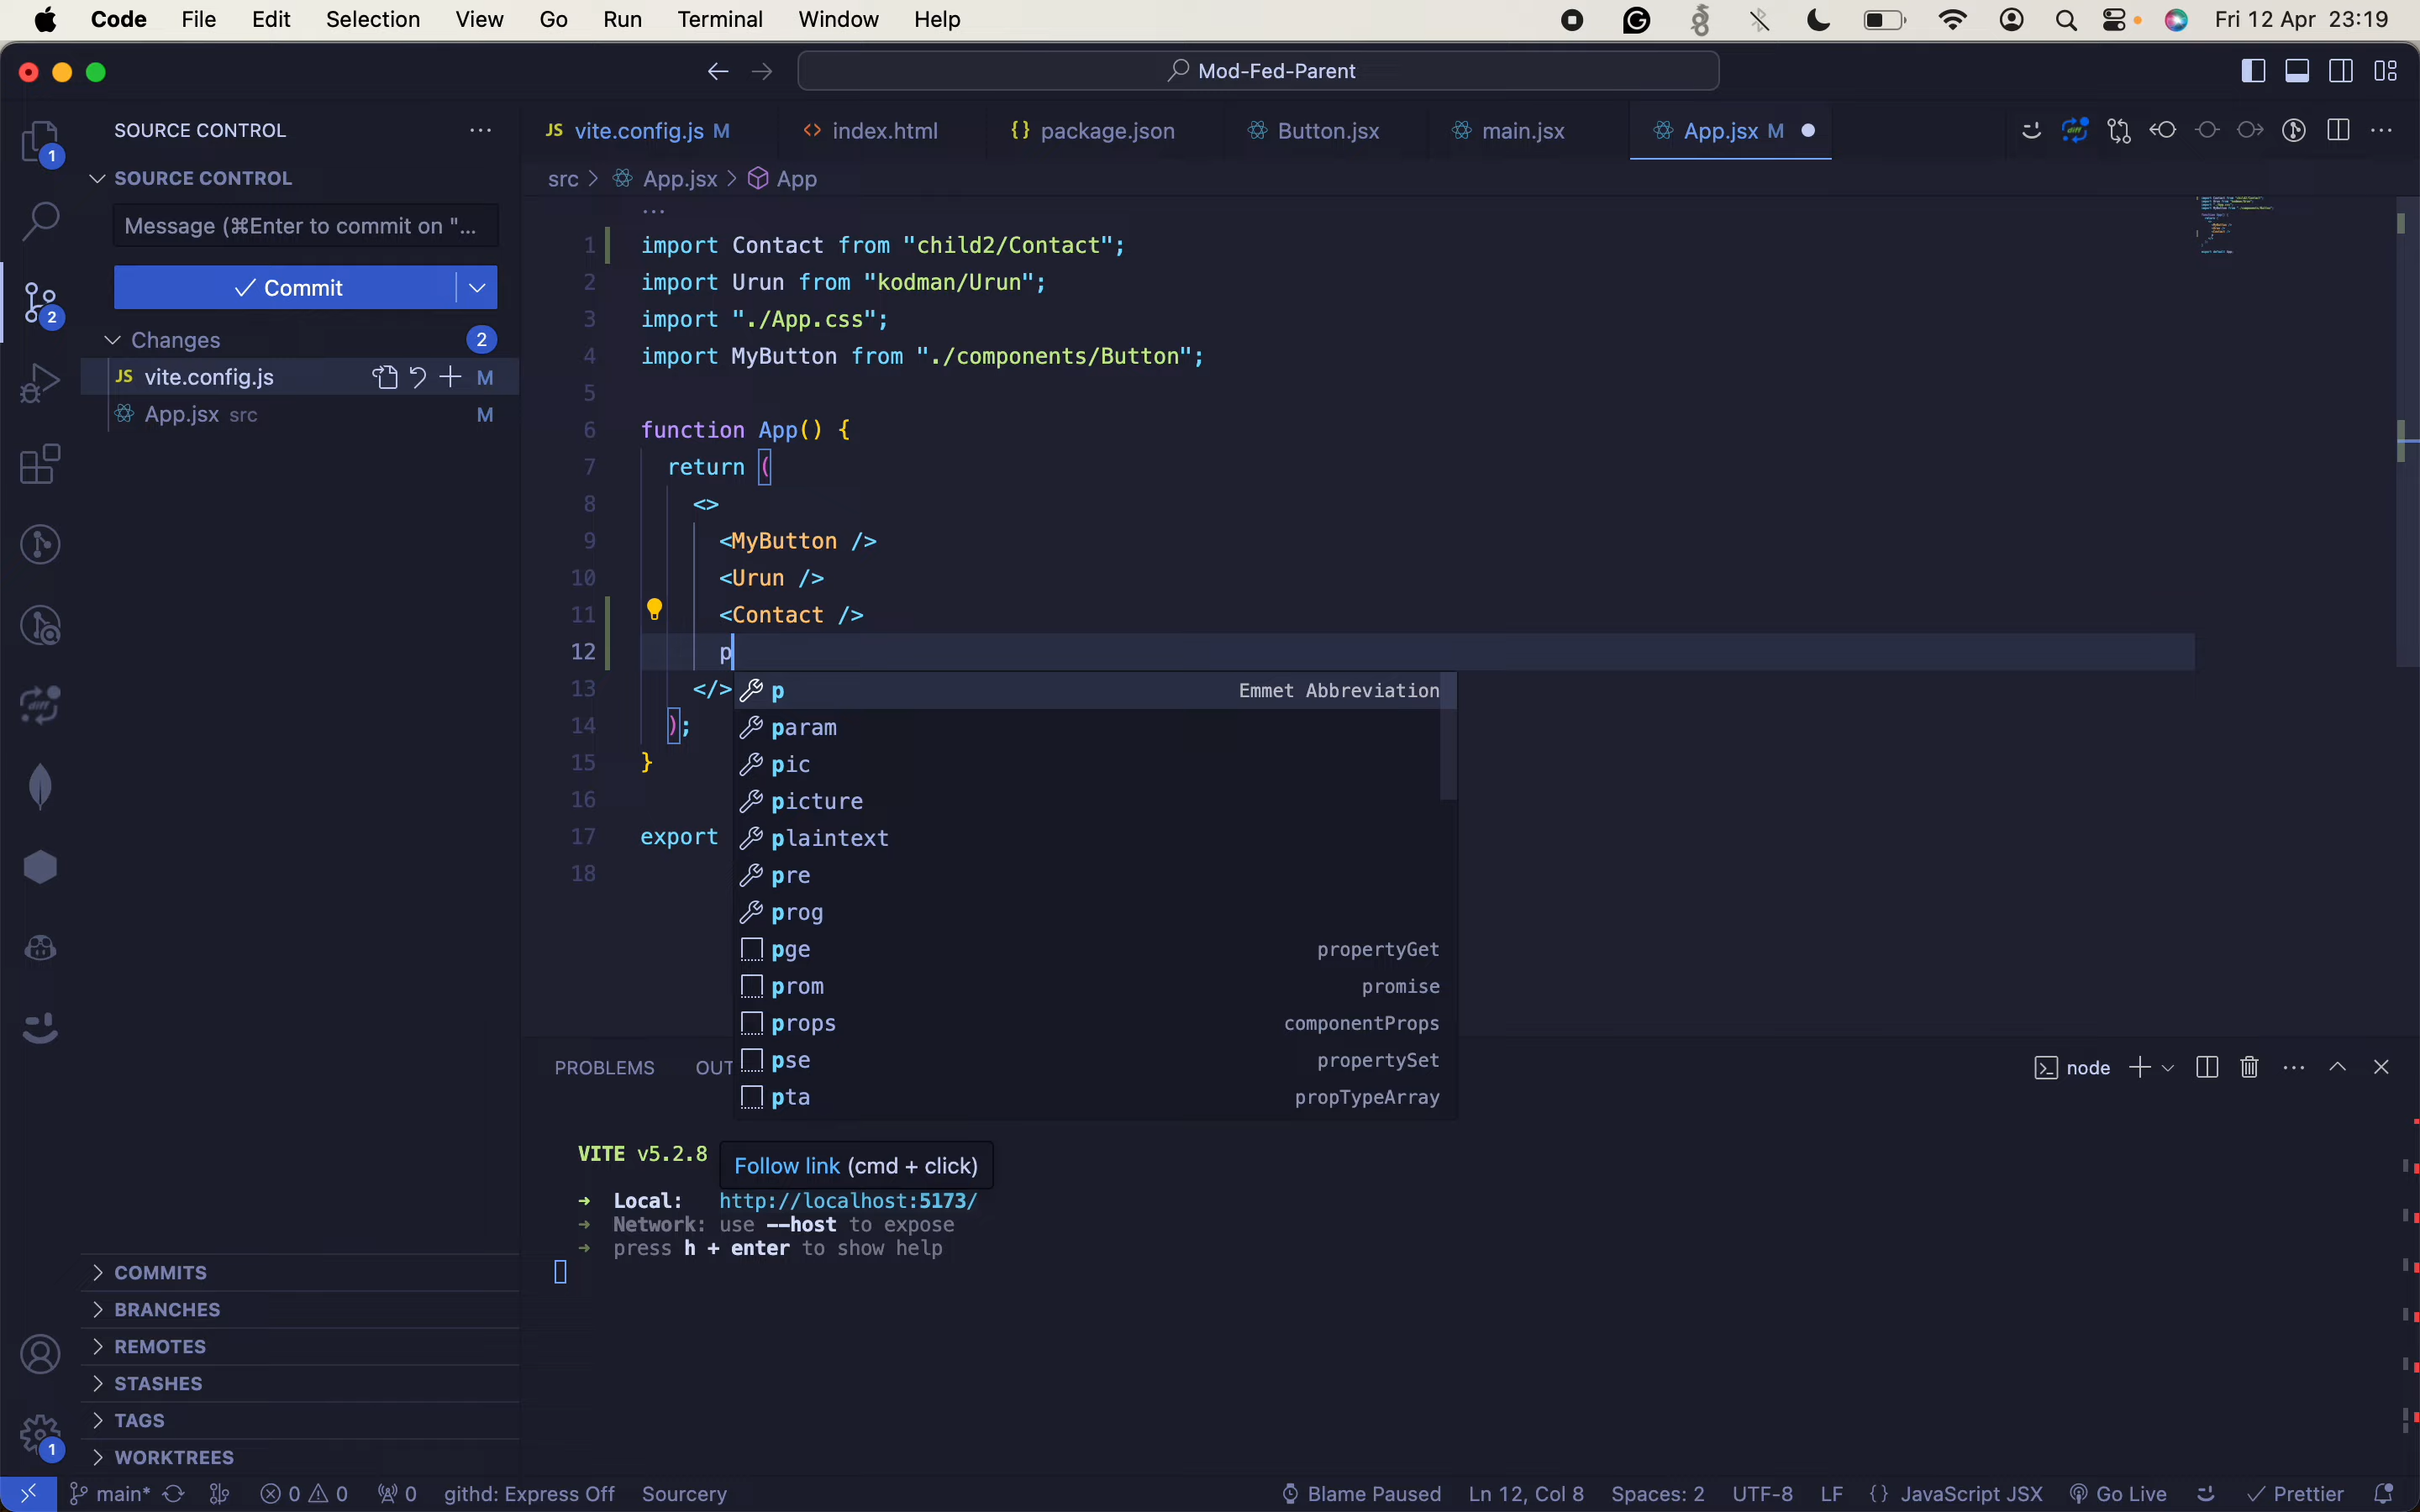 Code File Edit Selection View Go Run Terminal Window Help Fri 12 Apr 23:19
Mod-Fed-Parent
SOURCE CONTROL
SOURCE CONTROL
Message (⌘Enter to commit on "...
Commit
Changes 2
JS vite.config.js M
App.jsx src M
COMMITS
BRANCHES
REMOTES
STASHES
TAGS
WORKTREES
1
2
1
JS vite.config.js M index.html {} package.json Button.jsx main.jsx App.jsx M
src > App.jsx > App
1 import Contact from "child2/Contact";
2 import Urun from "kodman/Urun";
3 import "./App.css";
4 import MyButton from "./components/Button";
5
6 function App() {
7 return (
8 <>
9 <MyButton />
10 <Urun />
11 <Contact />
12 p
13 </>
14 );
15 }
16
17 export
18
p Emmet Abbreviation
param
pic
picture
plaintext
pre
prog
pge propertyGet
prom promise
props componentProps
pse propertySet
pta propTypeArray
PROBLEMS OUT node
VITE v5.2.8
Follow link (cmd + click)
➜ Local: http://localhost:5173/
➜ Network: use --host to expose
➜ press h + enter to show help
main* 0 0 0 githd: Express Off Sourcery Blame Paused Ln 12, Col 8 Spaces: 2 UTF-8 LF {} JavaScript JSX Go Live Prettier